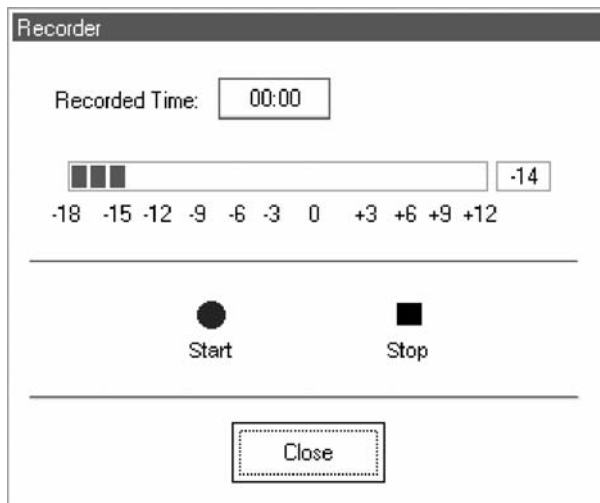 Recorder
Recorded Time: 00:00
-14
-18 -15 -12 -9 -6 -3 0 +3 +6 +9 +12
Start Stop
Close